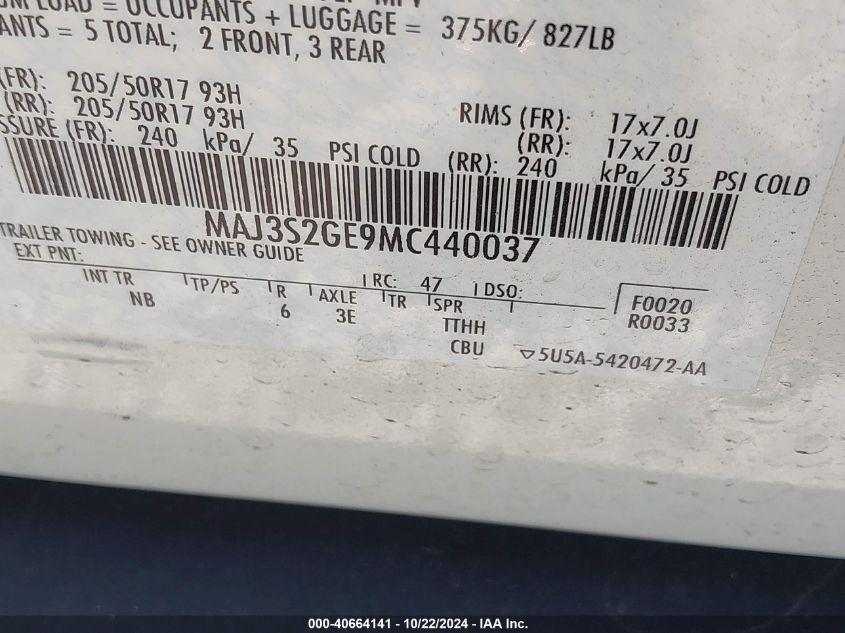 LOAD = OCCUPANTS + LUGGAGE = 375KG/ 827LB
ANTS = 5 TOTAL; 2 FRONT, 3 REAR
(FR): 205/50R17 93H
RIMS (FR): 17x7.0J
(RR): 205/50R17 93H
(RR): 17x7.0J
SSURE (FR): 240 kPa/ 35 PSI COLD (RR): 240 kPa/ 35 PSI COLD
MAJ3S2GE9MC440037
TRAILER TOWING - SEE OWNER GUIDE
EXT PNT: RC: 47 DSO:
INT TR TP/PS R AXLE TR SPR F0020
NB 6 3E TTHH R0033
CBU 5U5A-5420472-AA
000-40664141 - 10/22/2024 - IAA Inc.